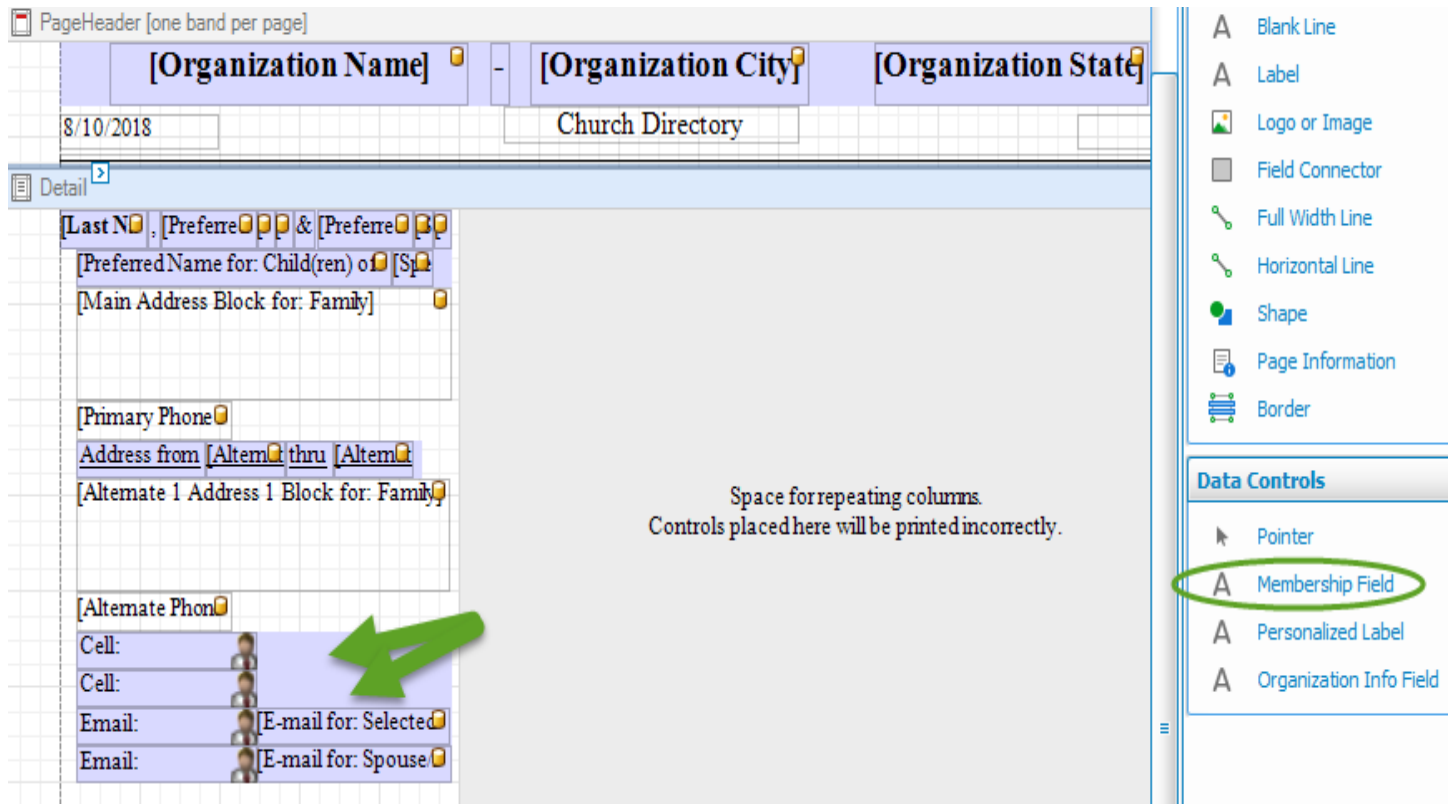 PageHeader [one band per page]
[Organization Name] - [Organization City] [Organization State]
8/10/2018 Church Directory
Detail
[Last N , [Preferre p p & [Preferre p
[Preferred Name for: Child(ren) of [Spe
[Main Address Block for: Family]
[Primary Phone
Address from [Alternat thru [Alternat
[Alternate 1 Address 1 Block for: Family]
[Alternate Phon
Cell:
Cell:
Email: [E-mail for: Selected
Email: [E-mail for: Spouse/
Space for repeating columns.
Controls placed here will be printed incorrectly.
Blank Line
Label
Logo or Image
Field Connector
Full Width Line
Horizontal Line
Shape
Page Information
Border
Data Controls
Pointer
Membership Field
Personalized Label
Organization Info Field